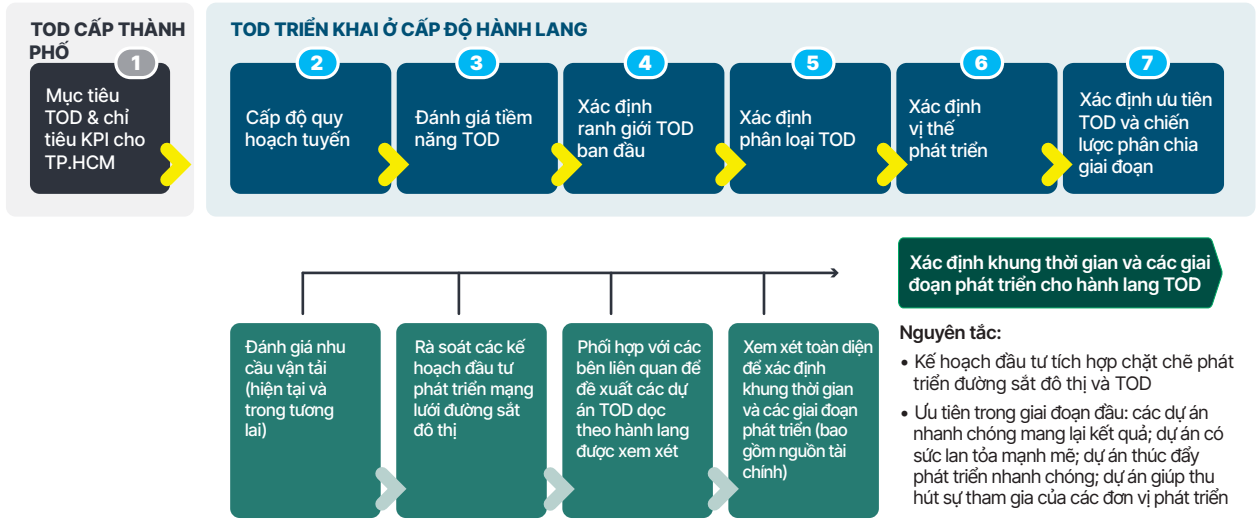 TOD CẤP THÀNH
PHỐ
1
Mục tiêu
TOD & chỉ
tiêu KPI cho
TP.HCM
TOD TRIỂN KHAI Ở CẤP ĐỘ HÀNH LANG
2
Cấp độ quy
hoạch tuyến
3
Đánh giá tiềm
năng TOD
4
Xác định
ranh giới TOD
ban đầu
5
Xác định
phân loại TOD
6
Xác định
vị thế
phát triển
7
Xác định ưu tiên
TOD và chiến
lược phân chia
giai đoạn
Đánh giá nhu
cầu vận tải
(hiện tại và
trong tương
lai)
Rà soát các kế
hoạch đầu tư
phát triển mạng
lưới đường sắt
đô thị
Phối hợp với các
bên liên quan để
đề xuất các dự
án TOD dọc
theo hành lang
được xem xét
Xem xét toàn diện
để xác định
khung thời gian
và các giai đoạn
phát triển (bao
gồm nguồn tài
chính)
Xác định khung thời gian và các giai
đoạn phát triển cho hành lang TOD
Nguyên tắc:
• Kế hoạch đầu tư tích hợp chặt chẽ phát
triển đường sắt đô thị và TOD
• Ưu tiên trong giai đoạn đầu: các dự án
nhanh chóng mang lại kết quả; dự án có
sức lan tỏa mạnh mẽ; dự án thúc đẩy
phát triển nhanh chóng; dự án giúp thu
hút sự tham gia của các đơn vị phát triển